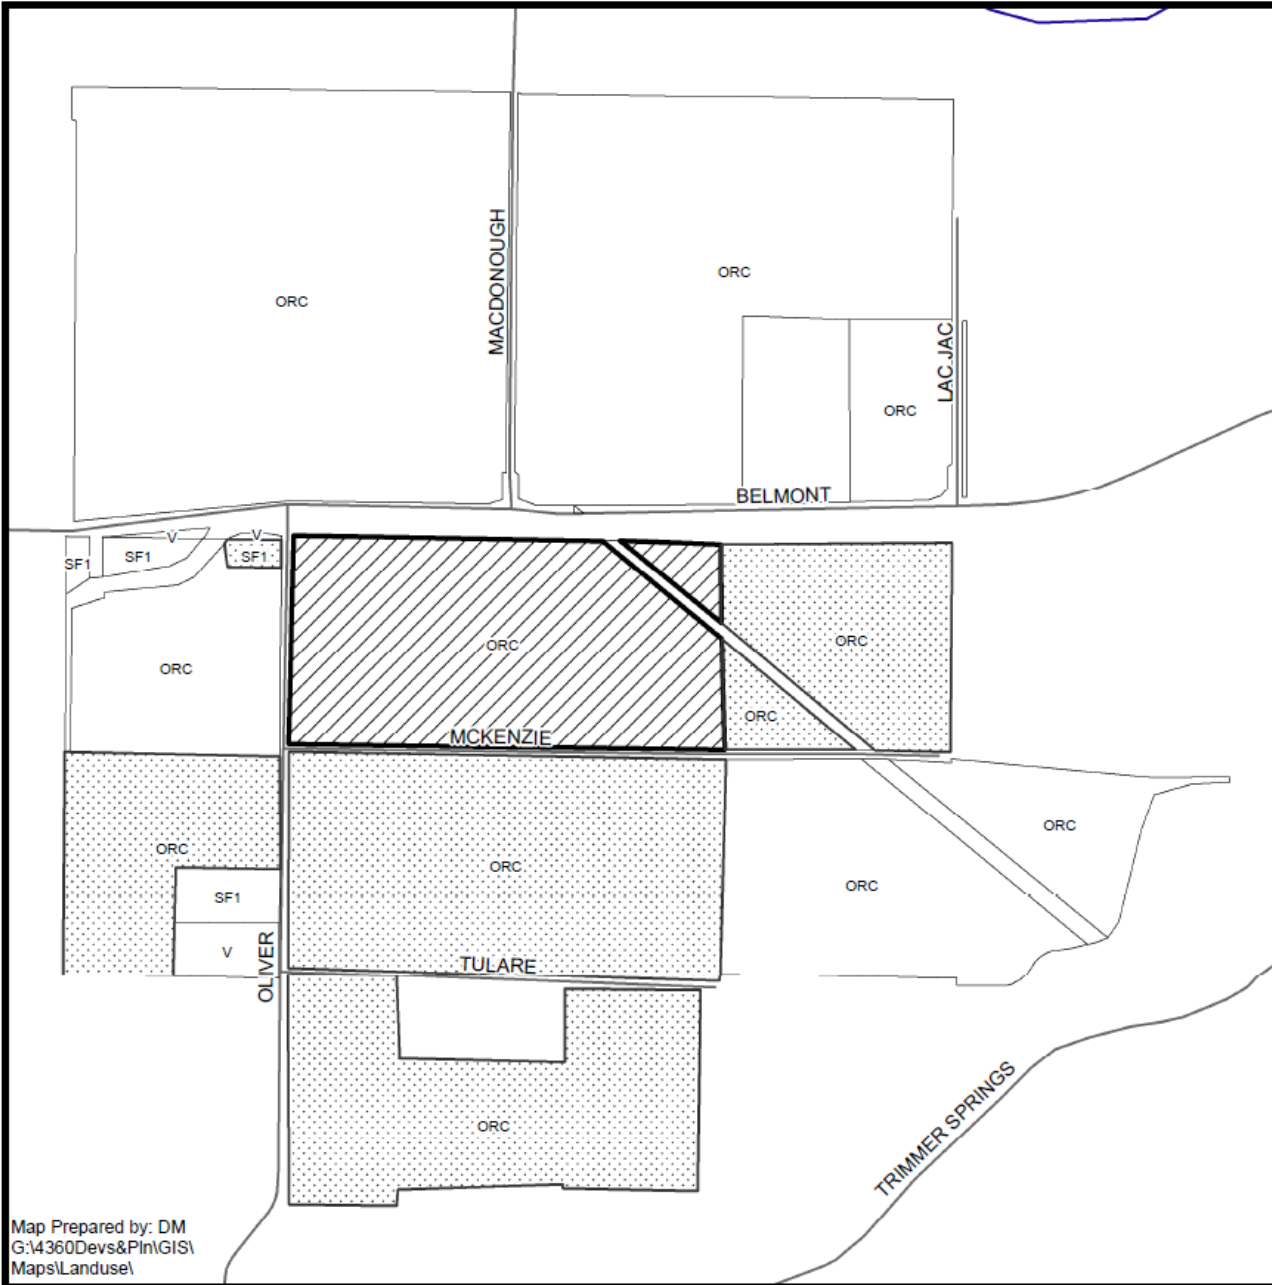 MACDONOUGH
ORC
ORC
LAC JAC
ORC
BELMONT
V
V
SF1
SF1
SF1
ORC
ORC
ORC
ORC
MCKENZIE
ORC
ORC
ORC
ORC
ORC
SF1
V
OLIVER
TULARE
ORC
TRIMMER SPRINGS
Map Prepared by: DM
G:\4360Devs&Pln\GIS\
Maps\Landuse\